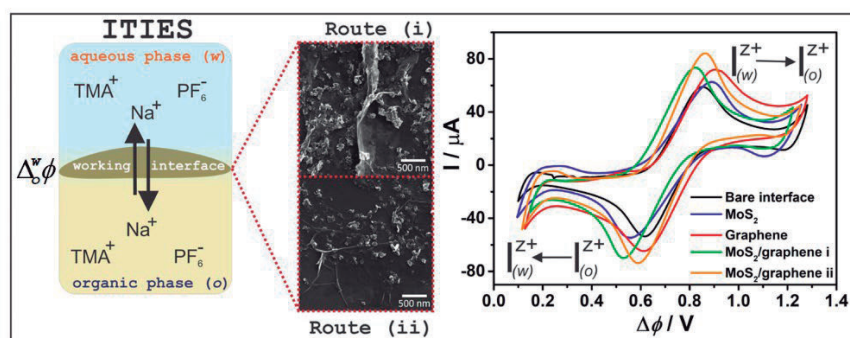 ITIES
aqueous phase (w)
TMA+ PF6-
Na+
Δowϕ
working interface
Na+
TMA+ PF6-
organic phase (o)
Route (i)
500 nm
500 nm
Route (ii)
I / μA
80
40
0
-40
-80
I(w)Z+ → I(o)Z+
Bare interface
MoS2
Graphene
MoS2/graphene i
MoS2/graphene ii
I(w)Z+ ← I(o)Z+
0.0 0.2 0.4 0.6 0.8 1.0 1.2 1.4
Δϕ / V